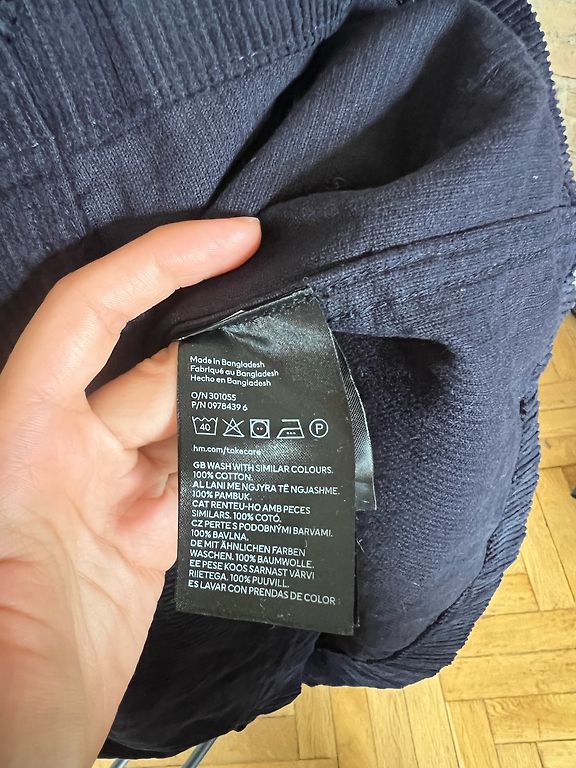 Made in Bangladesh
Fabriqué au Bangladesh
Hecho en Bangladesh
O/N 301055
P/N 0978439 6
40 P
hm.com/takecare
GB WASH WITH SIMILAR COLOURS.
100% COTTON.
AL LANI ME NGJYRA TË NGJASHME.
100% PAMBUK.
CAT RENTEU-HO AMB PECES
SIMILARS. 100% COTÓ.
CZ PERTE S PODOBNÝMI BARVAMI.
100% BAVLNA.
DE MIT ÄHNLICHEN FARBEN
WASCHEN. 100% BAUMWOLLE.
EE PESE KOOS SARNAST VÄRVI
RIIETEGA. 100% PUUVILL.
ES LAVAR CON PRENDAS DE COLOR